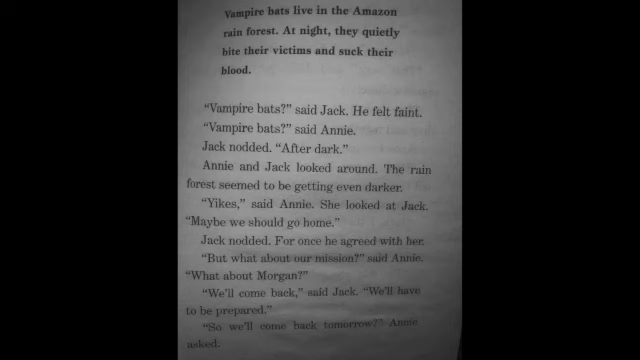 Vampire bats live in the Amazon
rain forest. At night, they quietly
bite their victims and suck their
blood.
"Vampire bats?" said Jack. He felt faint.
"Vampire bats?" said Annie.
Jack nodded. "After dark."
Annie and Jack looked around. The rain
forest seemed to be getting even darker.
"Yikes," said Annie. She looked at Jack.
"Maybe we should go home."
Jack nodded. For once he agreed with her.
"But what about our mission?" said Annie.
"What about Morgan?"
"We'll come back," said Jack. "We'll have
to be prepared."
"So we'll come back tomorrow?" Annie
asked.